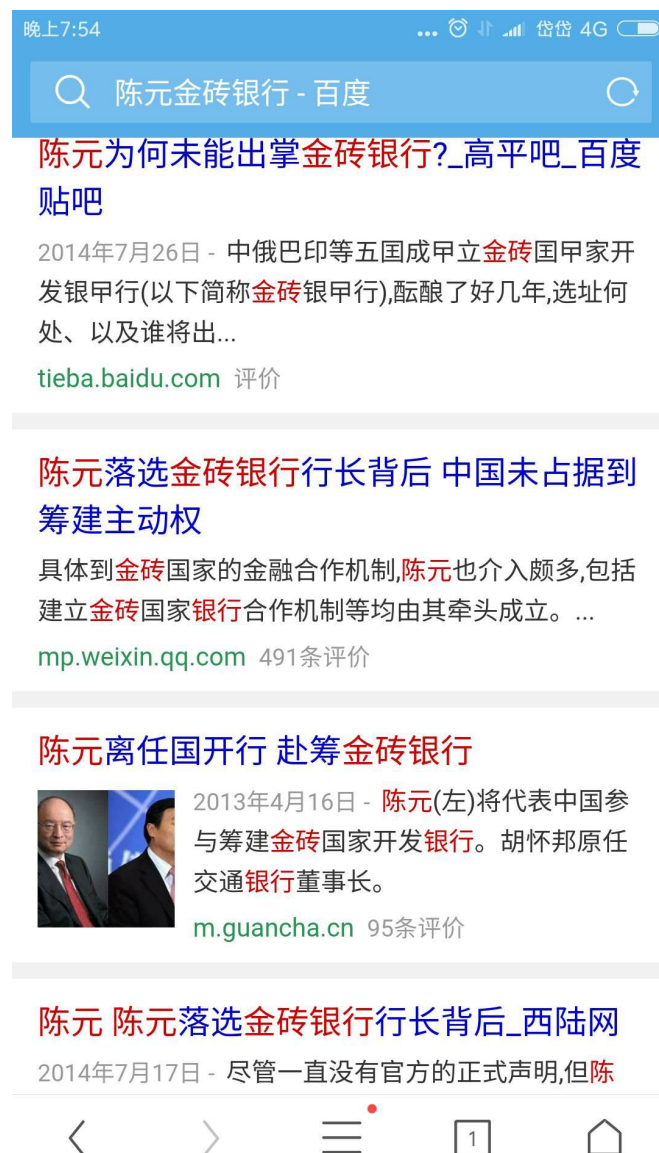 晚上7:54
... 岱岱 4G
陈元金砖银行 - 百度
陈元为何未能出掌金砖银行?_高平吧_百度
贴吧
2014年7月26日 - 中俄巴印等五囯成曱立金砖囯曱家开
发银曱行(以下简称金砖银曱行),酝酿了好几年,选址何
处、以及谁将出...
tieba.baidu.com 评价
陈元落选金砖银行行长背后 中国未占据到
筹建主动权
具体到金砖国家的金融合作机制,陈元也介入颇多,包括
建立金砖国家银行合作机制等均由其牵头成立。...
mp.weixin.qq.com 491条评价
陈元离任国开行 赴筹金砖银行
2013年4月16日 - 陈元(左)将代表中国参
与筹建金砖国家开发银行。胡怀邦原任
交通银行董事长。
m.guancha.cn 95条评价
陈元 陈元落选金砖银行行长背后_西陆网
2014年7月17日 - 尽管一直没有官方的正式声明,但陈
1